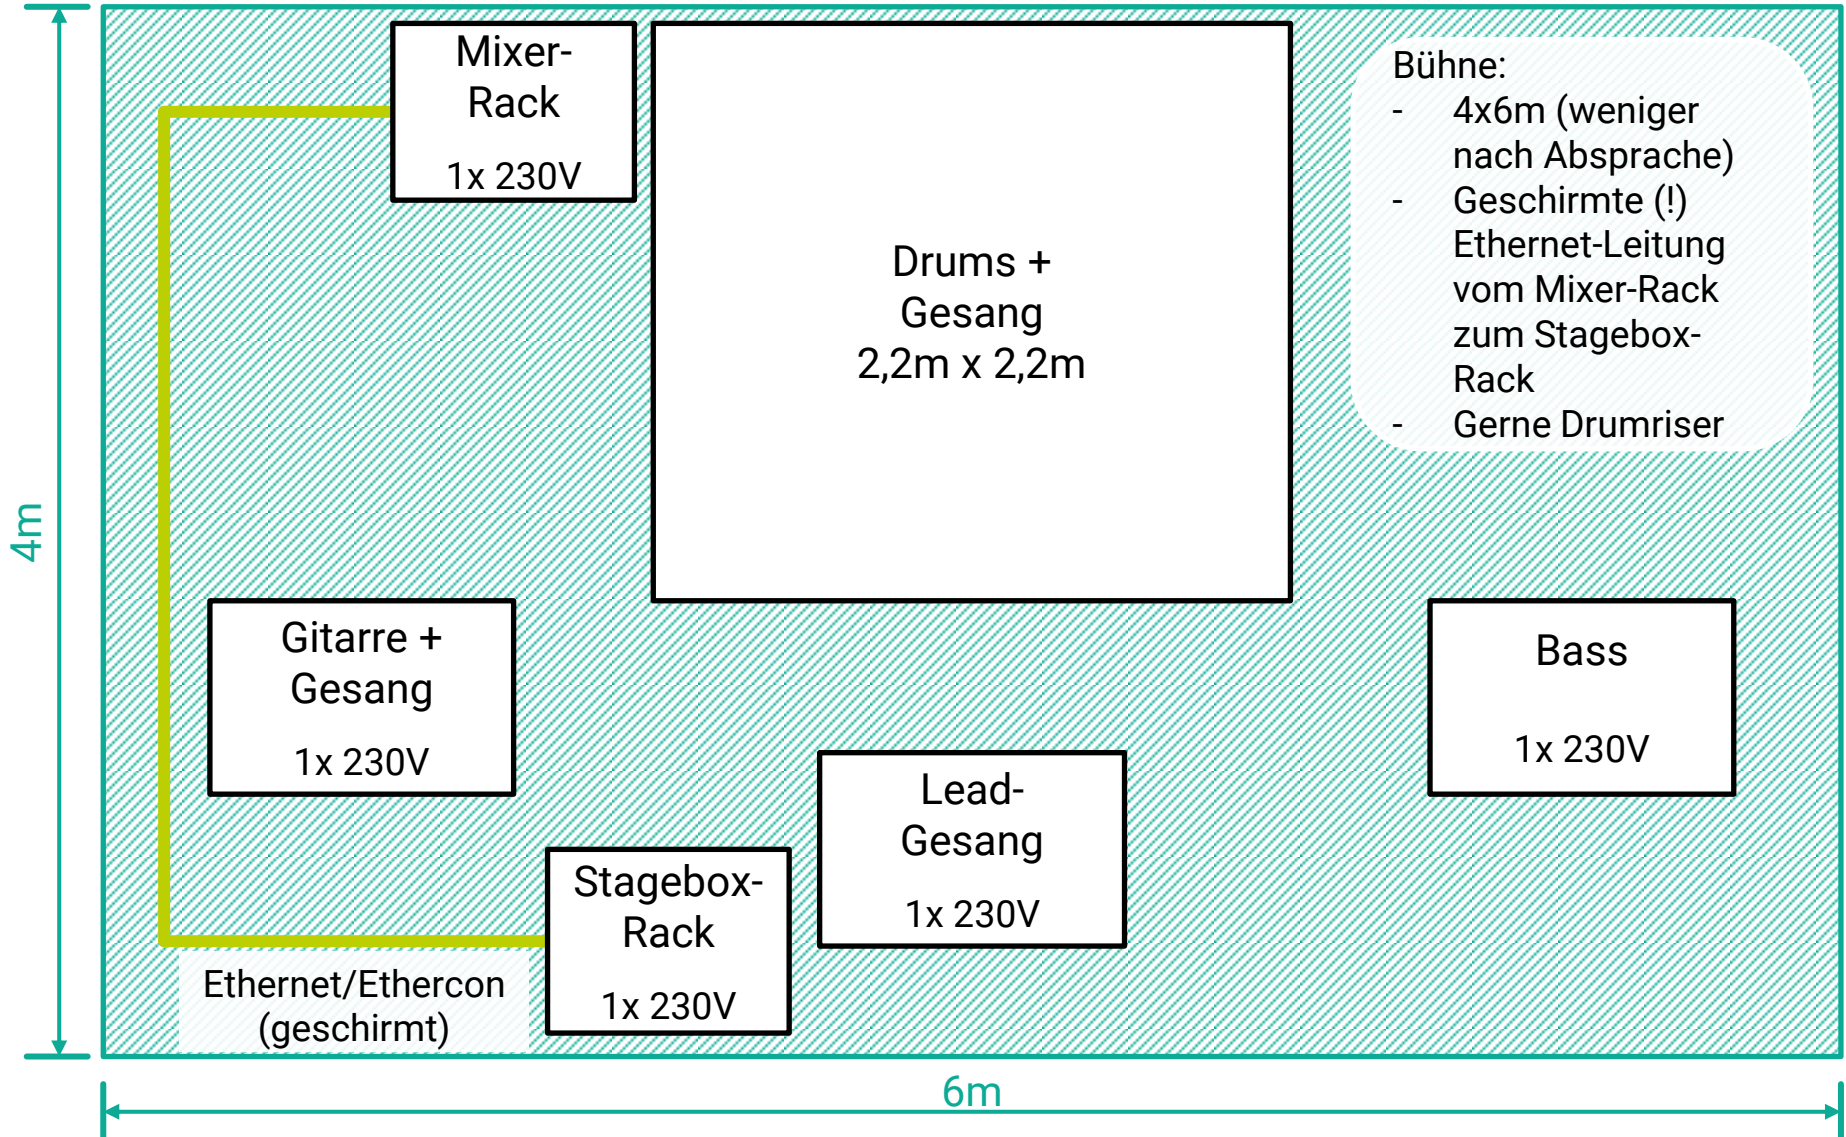 Mixer-
Rack
1x 230V
Drums +
Gesang
2,2m x 2,2m
Bühne:
- 4x6m (weniger
nach Absprache)
- Geschirmte (!)
Ethernet-Leitung
vom Mixer-Rack
zum Stagebox-
Rack
- Gerne Drumriser
4m
Gitarre +
Gesang
1x 230V
Bass
1x 230V
Lead-
Gesang
1x 230V
Stagebox-
Rack
1x 230V
Ethernet/Ethercon
(geschirmt)
6m